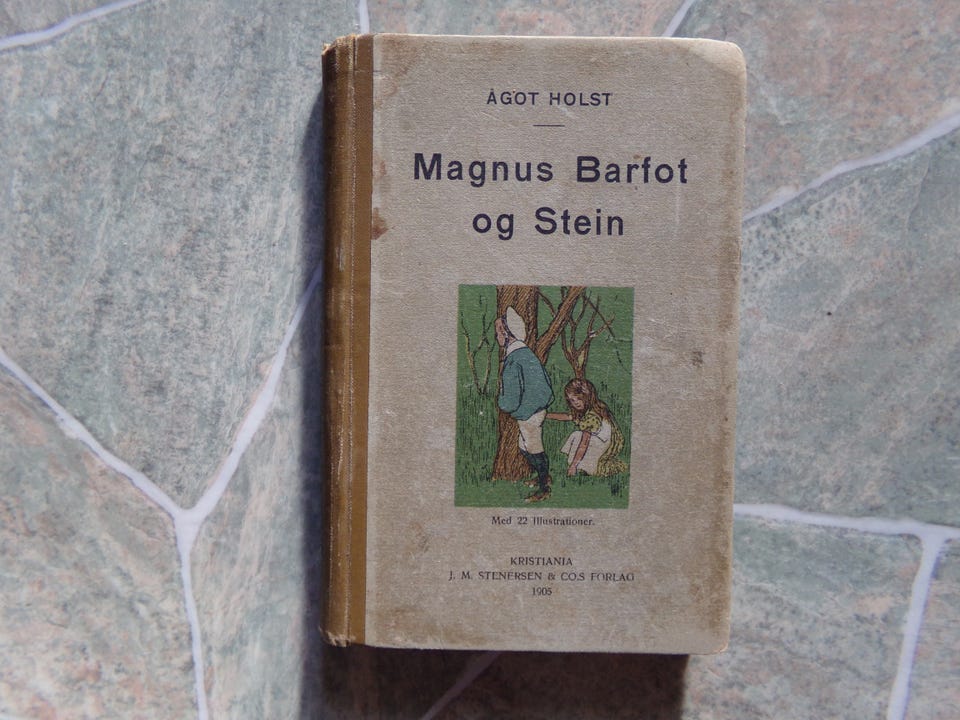 ÅGOT HOLST
Magnus Barfot
og Stein
Med 22 Illustrationer.
KRISTIANIA
J. M. STENERSEN & CO.S FORLAG
1905